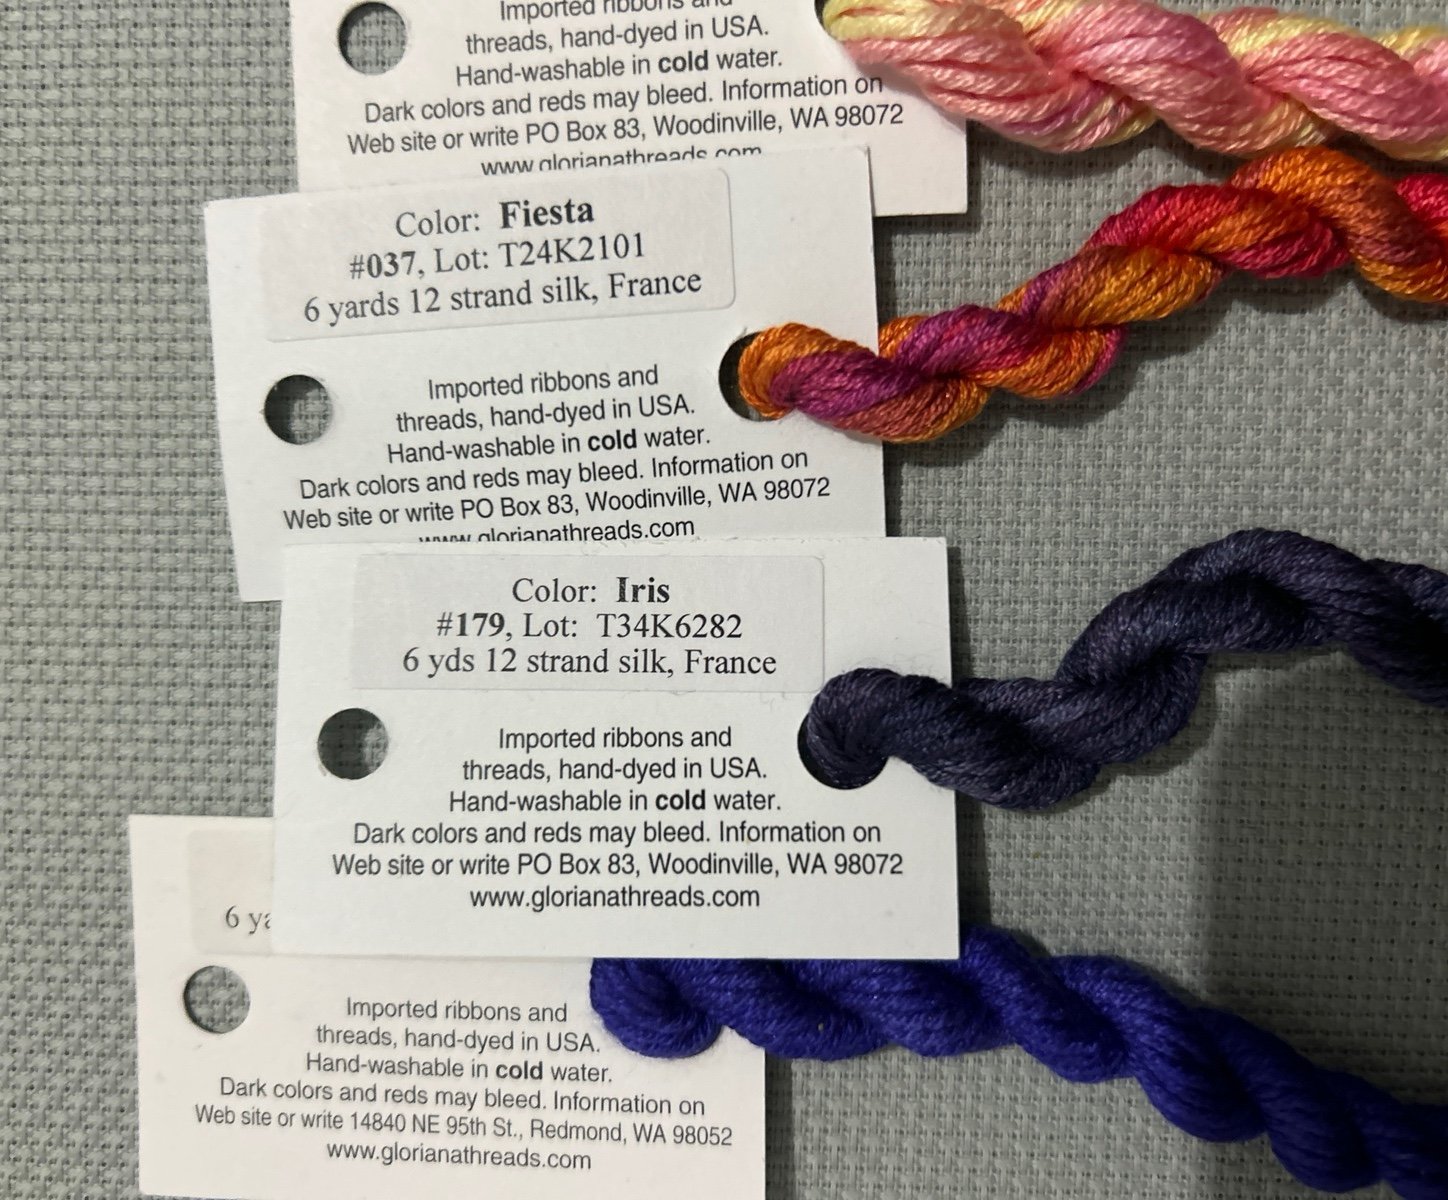 Imported ribbons and
threads, hand-dyed in USA.
Hand-washable in cold water.
Dark colors and reds may bleed. Information on
Web site or write PO Box 83, Woodinville, WA 98072
www.glorianathreads.com
Color: Fiesta
#037, Lot: T24K2101
6 yards 12 strand silk, France
Imported ribbons and
threads, hand-dyed in USA.
Hand-washable in cold water.
Dark colors and reds may bleed. Information on
Web site or write PO Box 83, Woodinville, WA 98072
www.glorianathreads.com
Color: Iris
#179, Lot: T34K6282
6 yds 12 strand silk, France
Imported ribbons and
threads, hand-dyed in USA.
Hand-washable in cold water.
Dark colors and reds may bleed. Information on
Web site or write PO Box 83, Woodinville, WA 98072
www.glorianathreads.com
6 ya
Imported ribbons and
threads, hand-dyed in USA.
Hand-washable in cold water.
Dark colors and reds may bleed. Information on
Web site or write 14840 NE 95th St., Redmond, WA 98052
www.glorianathreads.com